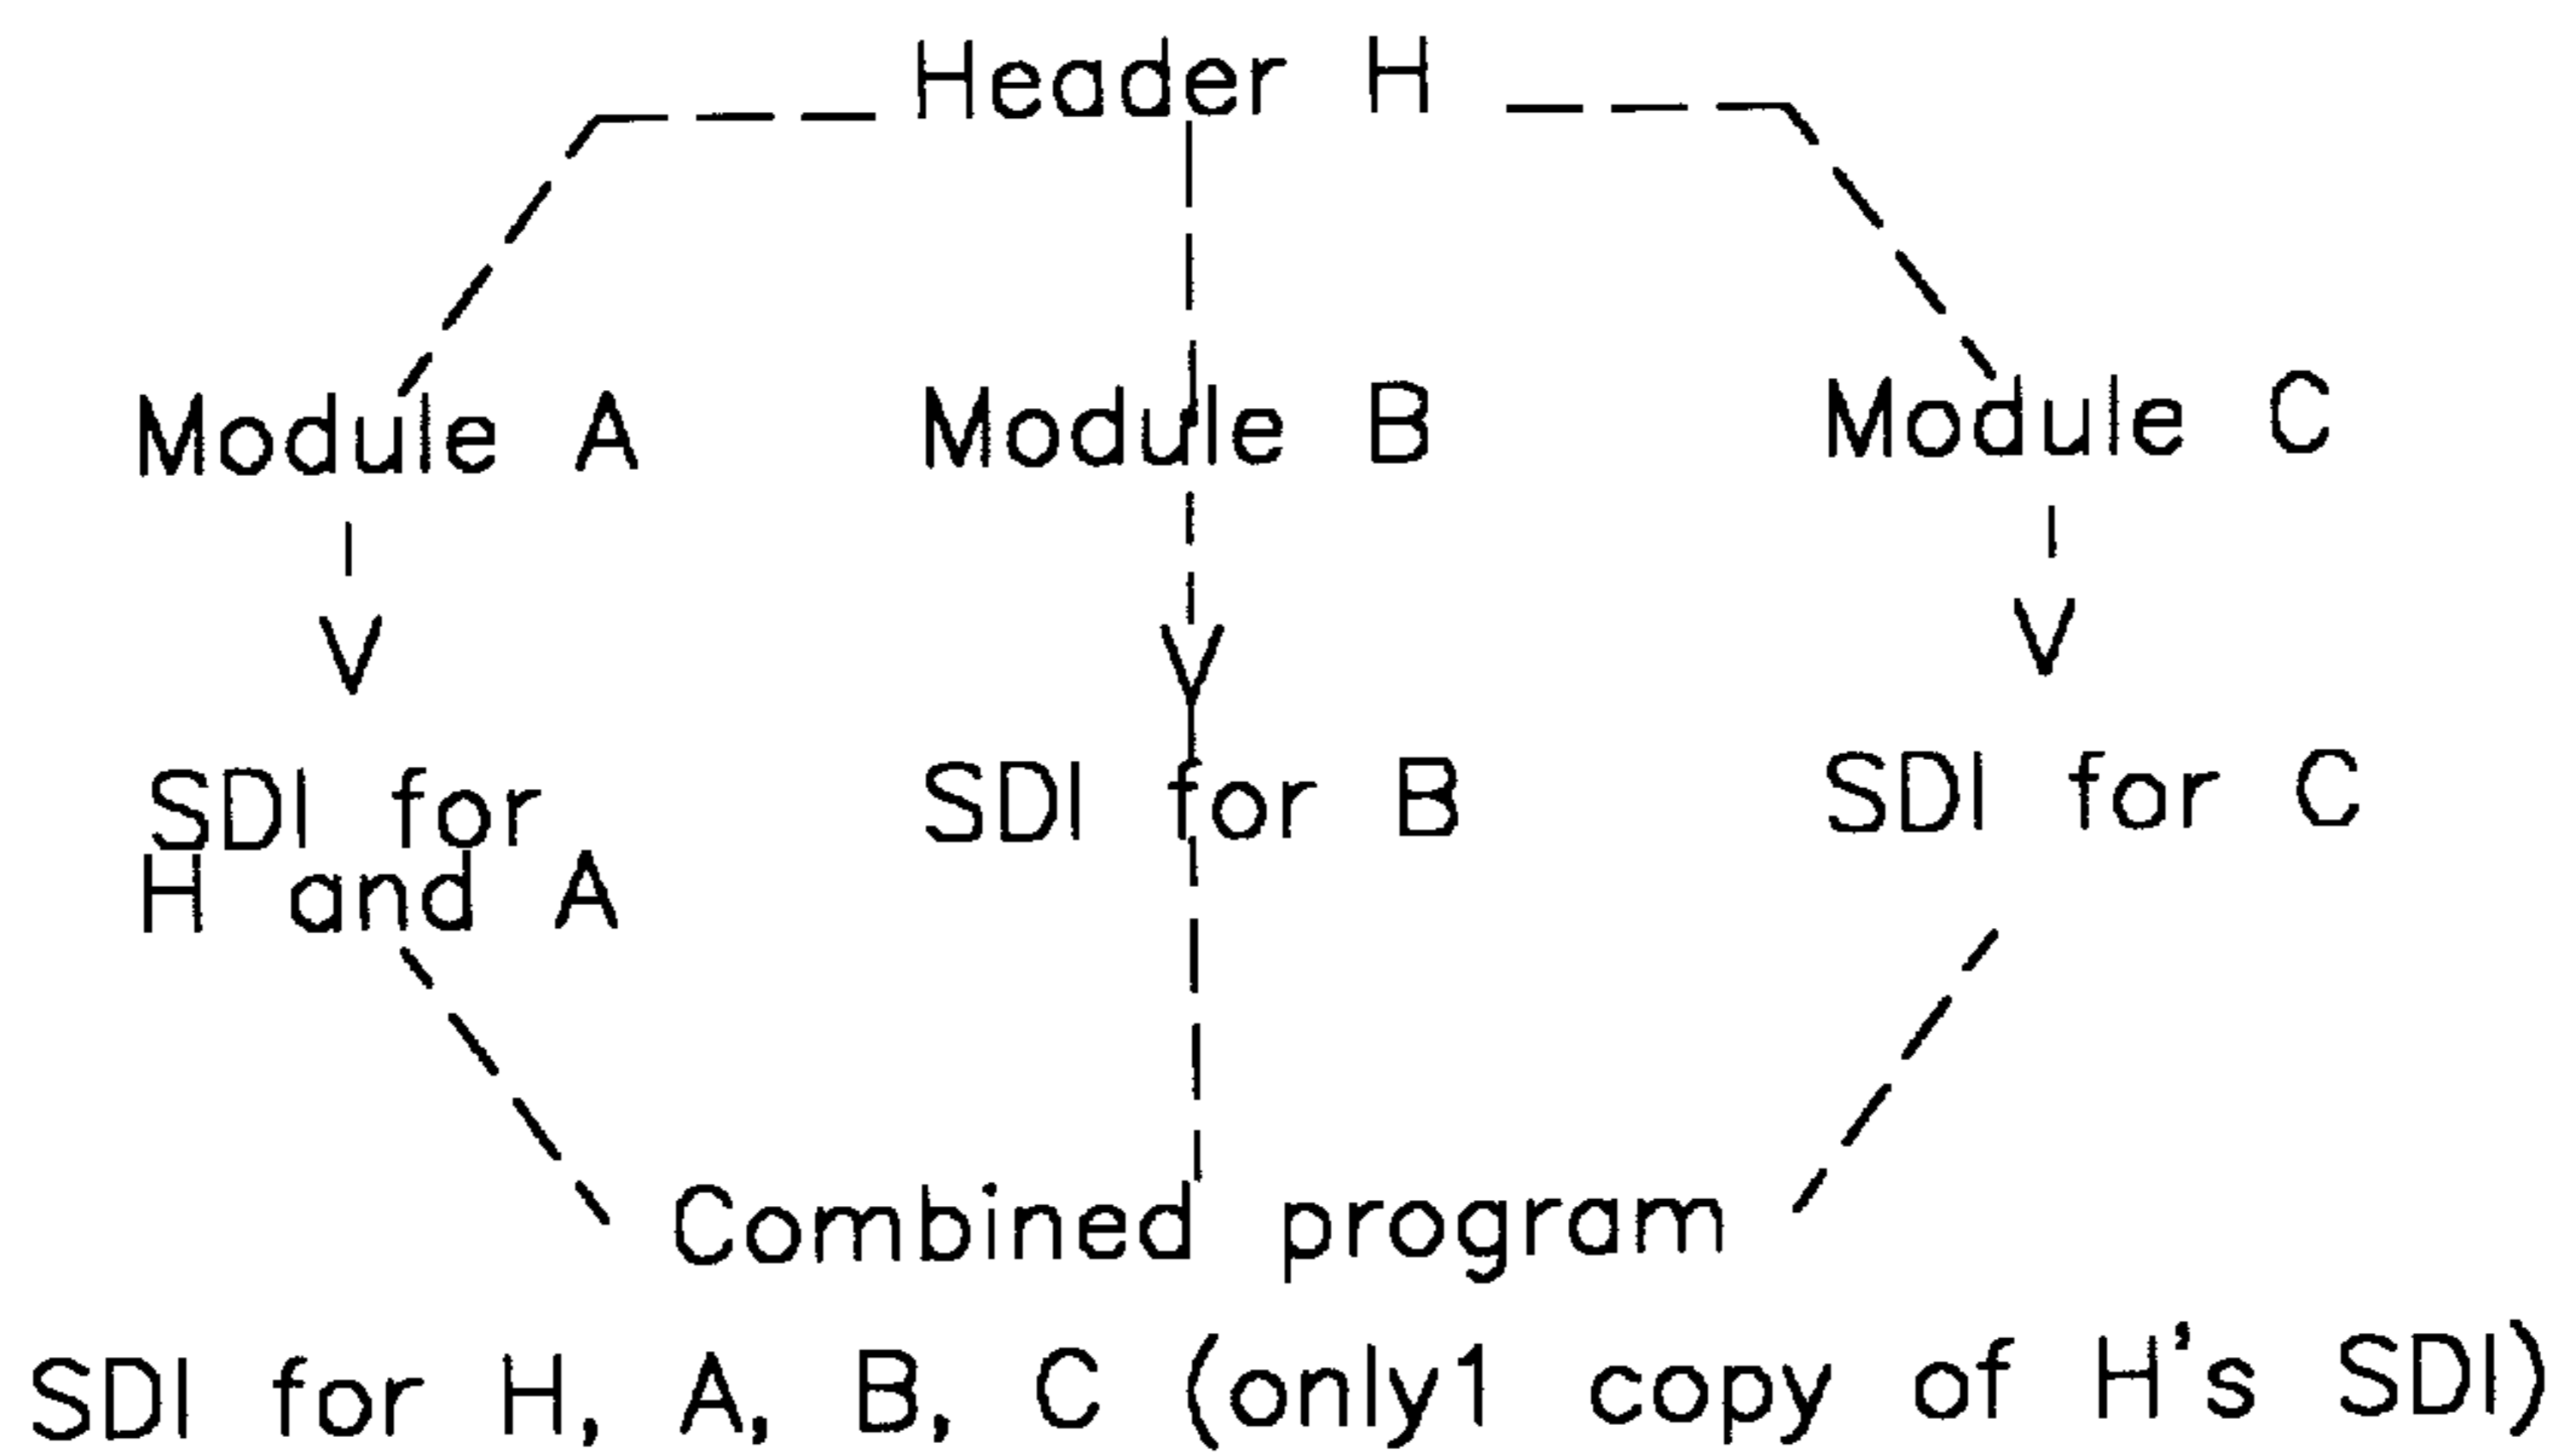 Header H
Module A
Module B
Module C
SDI for
H and A
SDI for B
SDI for C
Combined program
SDI for H, A, B, C (only1 copy of H's SDI)